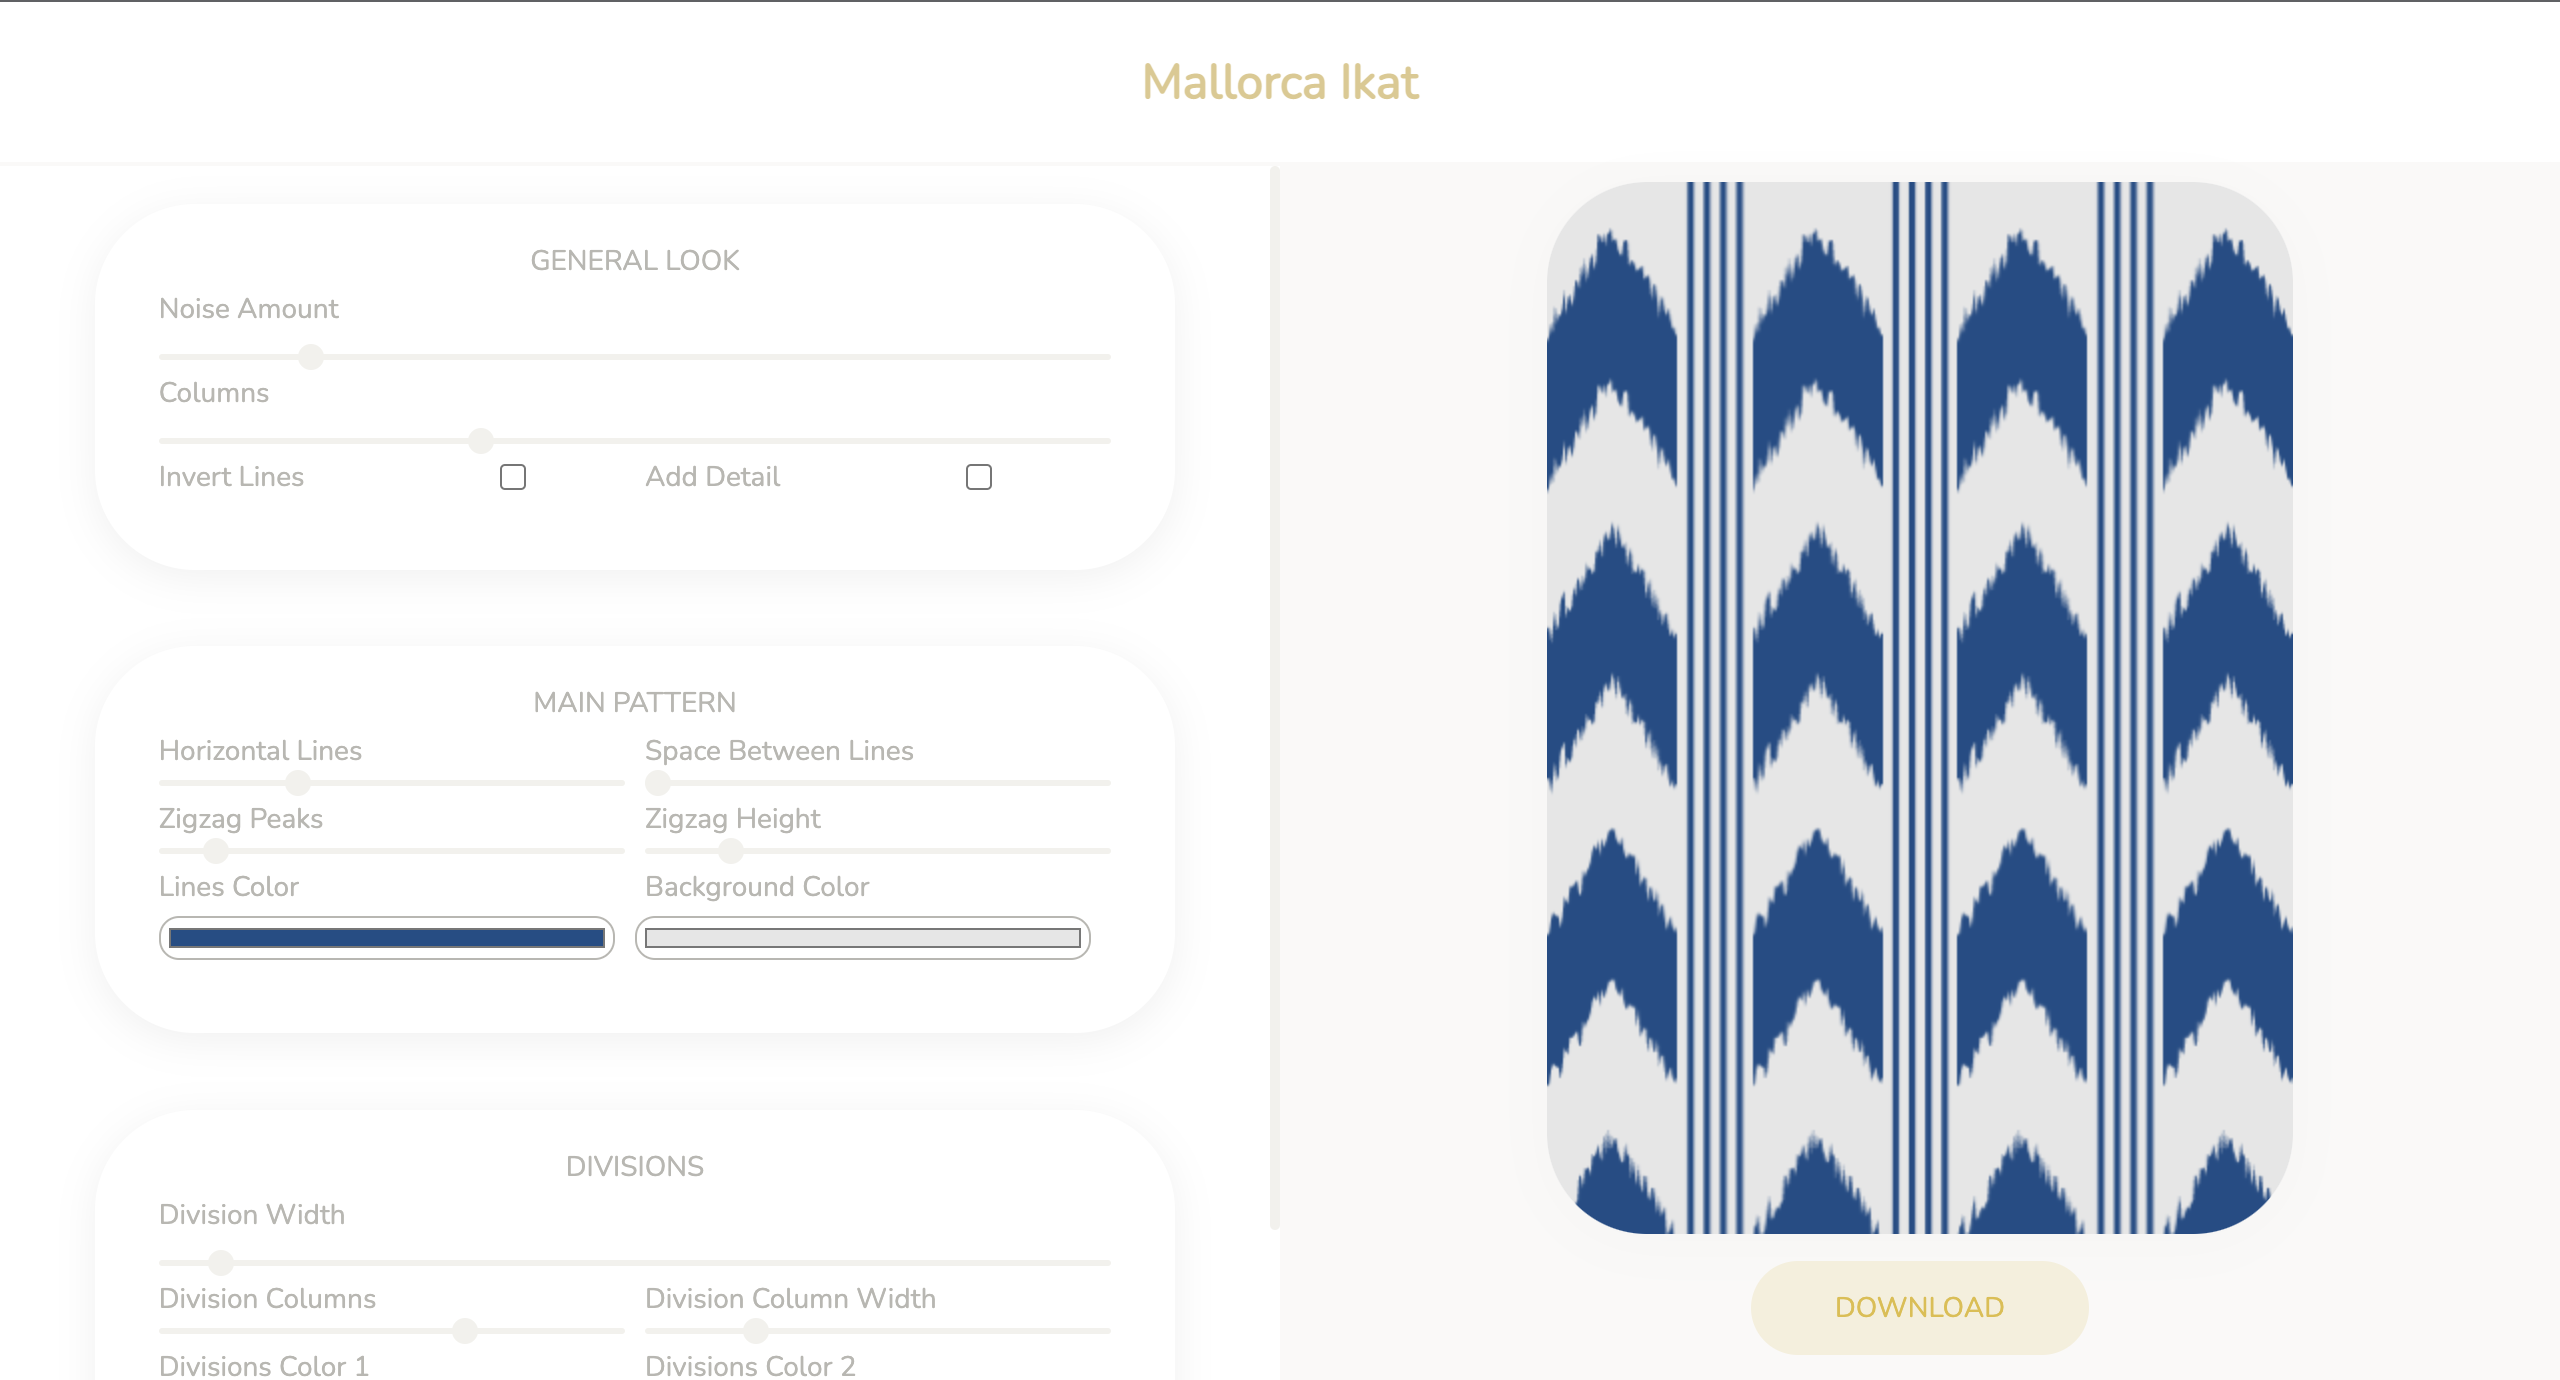 Mallorca Ikat
GENERAL LOOK
Noise Amount
Columns
Invert Lines Add Detail
MAIN PATTERN
Horizontal Lines Space Between Lines
Zigzag Peaks Zigzag Height
Lines Color Background Color
DIVISIONS
Division Width
Division Columns Division Column Width
Divisions Color 1 Divisions Color 2
DOWNLOAD